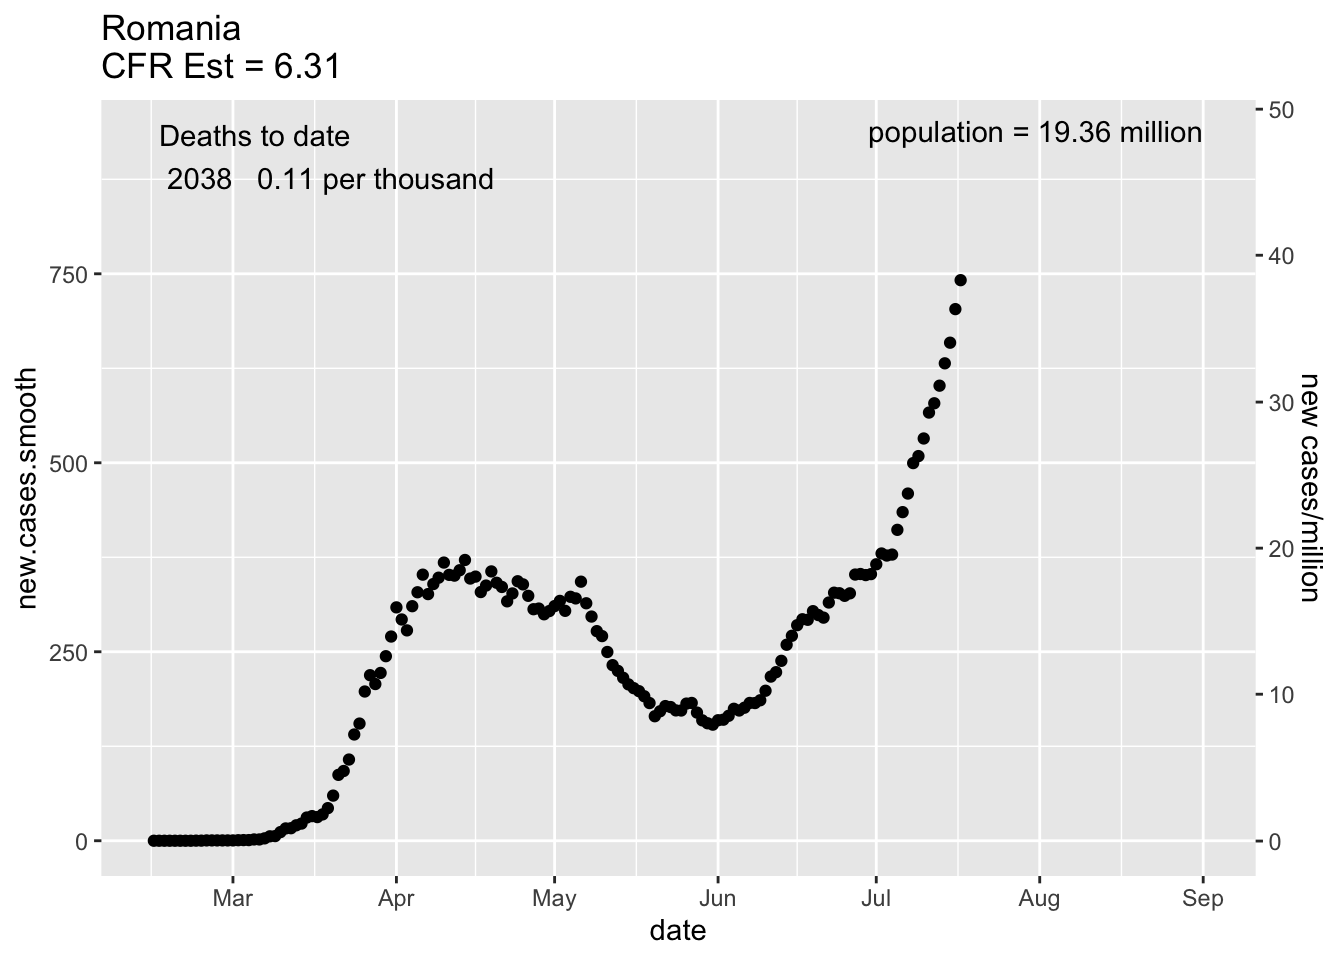 Romania
CFR Est = 6.31
Deaths to date
2038 0.11 per thousand
population = 19.36 million
750
500
250
0
new.cases.smooth
50
40
30
20
10
0
new cases/million
Mar Apr May Jun Jul Aug Sep
date